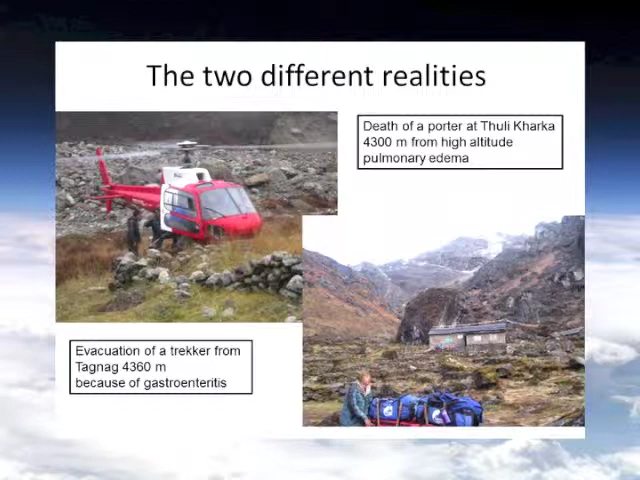 The two different realities
Death of a porter at Thuli Kharka
4300 m from high altitude
pulmonary edema
Evacuation of a trekker from
Tagnag 4360 m
because of gastroenteritis